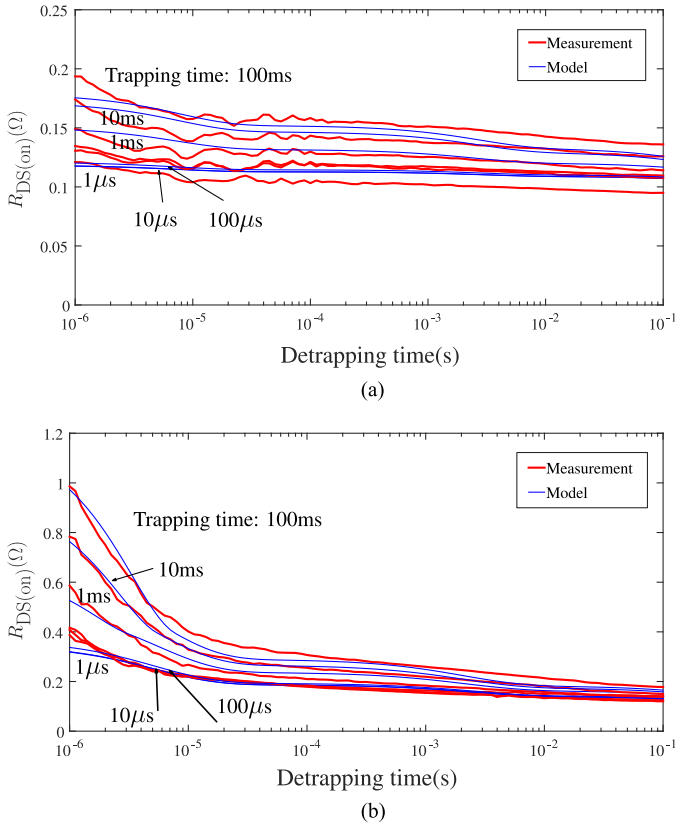 0.25
0.2
0.15
0.1
0.05
0
R_DS(on)(Ω)
Trapping time: 100ms
10ms
1ms
1μs
10μs
100μs
Measurement
Model
10^-6
10^-5
10^-4
10^-3
10^-2
10^-1
Detrapping time(s)
(a)
1.2
1
0.8
0.6
0.4
0.2
0
R_DS(on)(Ω)
Trapping time: 100ms
10ms
1ms
1μs
10μs
100μs
Measurement
Model
10^-6
10^-5
10^-4
10^-3
10^-2
10^-1
Detrapping time(s)
(b)